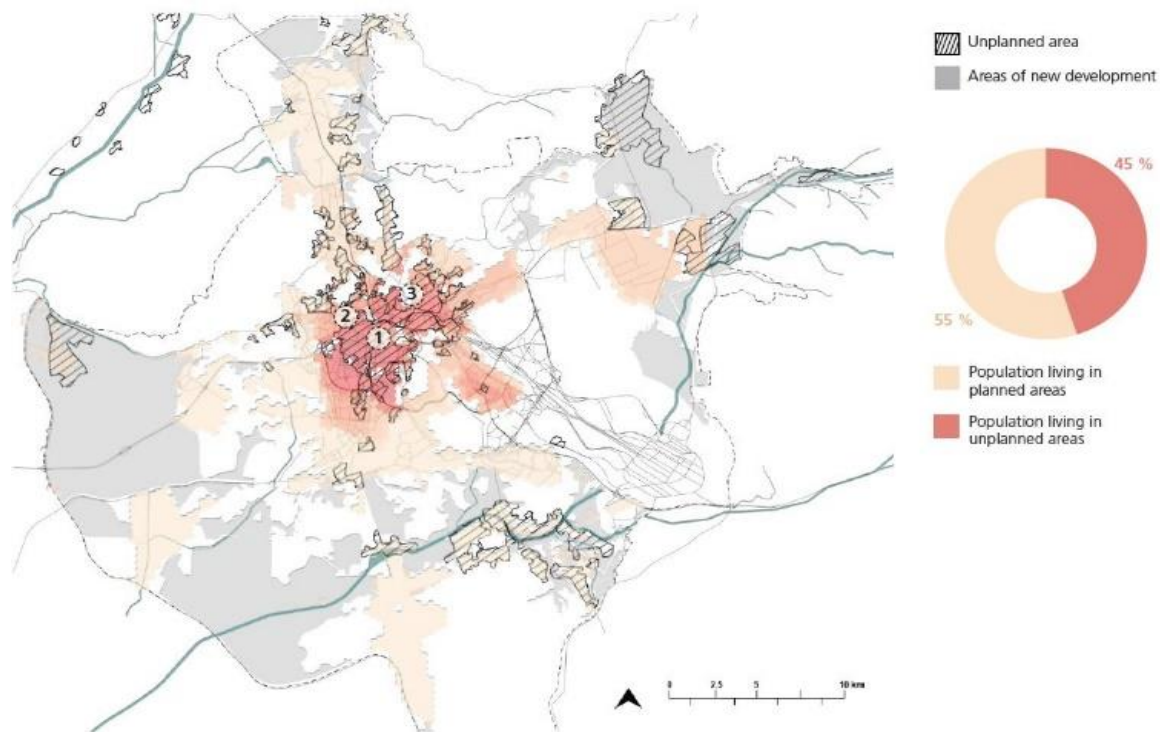 Unplanned area
Areas of new development
45 %
55 %
Population living in
planned areas
Population living in
unplanned areas
3
2
1
0
2.5
5
10 km